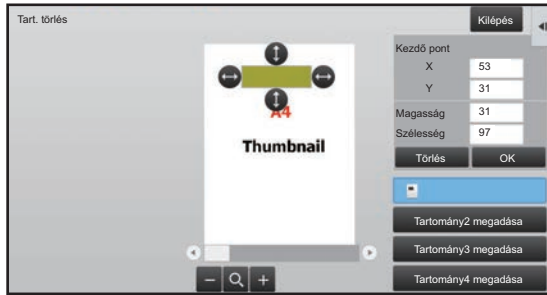 Tart. törlés
Kilépés
Kezdő pont
X 53
Y 31
Magasság 31
Szélesség 97
Törlés OK
A4
Thumbnail
Tartomány2 megadása
Tartomány3 megadása
Tartomány4 megadása